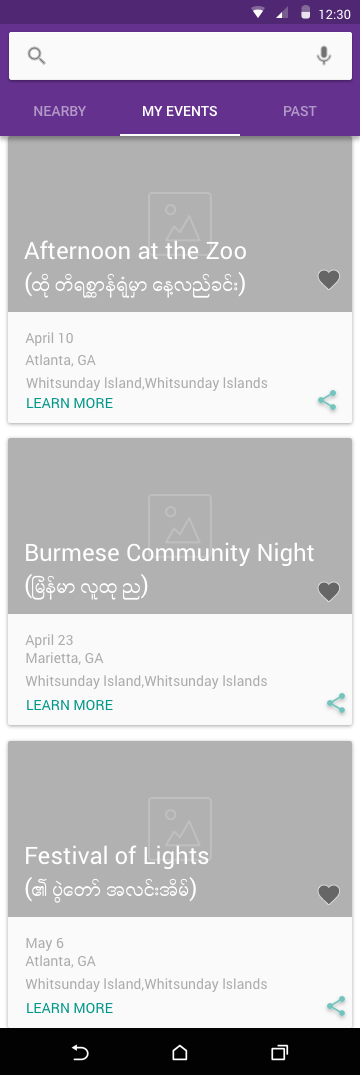 12:30
NEARBY
MY EVENTS
PAST
Afternoon at the Zoo
(ထို တိရစ္ဆာန်ရုံမှာ နေ့လည်ခင်း)
April 10
Atlanta, GA
Whitsunday Island,Whitsunday Islands
LEARN MORE
Burmese Community Night
(မြန်မာ လူထု ည)
April 23
Marietta, GA
Whitsunday Island,Whitsunday Islands
LEARN MORE
Festival of Lights
(၏ ပွဲတော် အလင်းအိမ်)
May 6
Atlanta, GA
Whitsunday Island,Whitsunday Islands
LEARN MORE